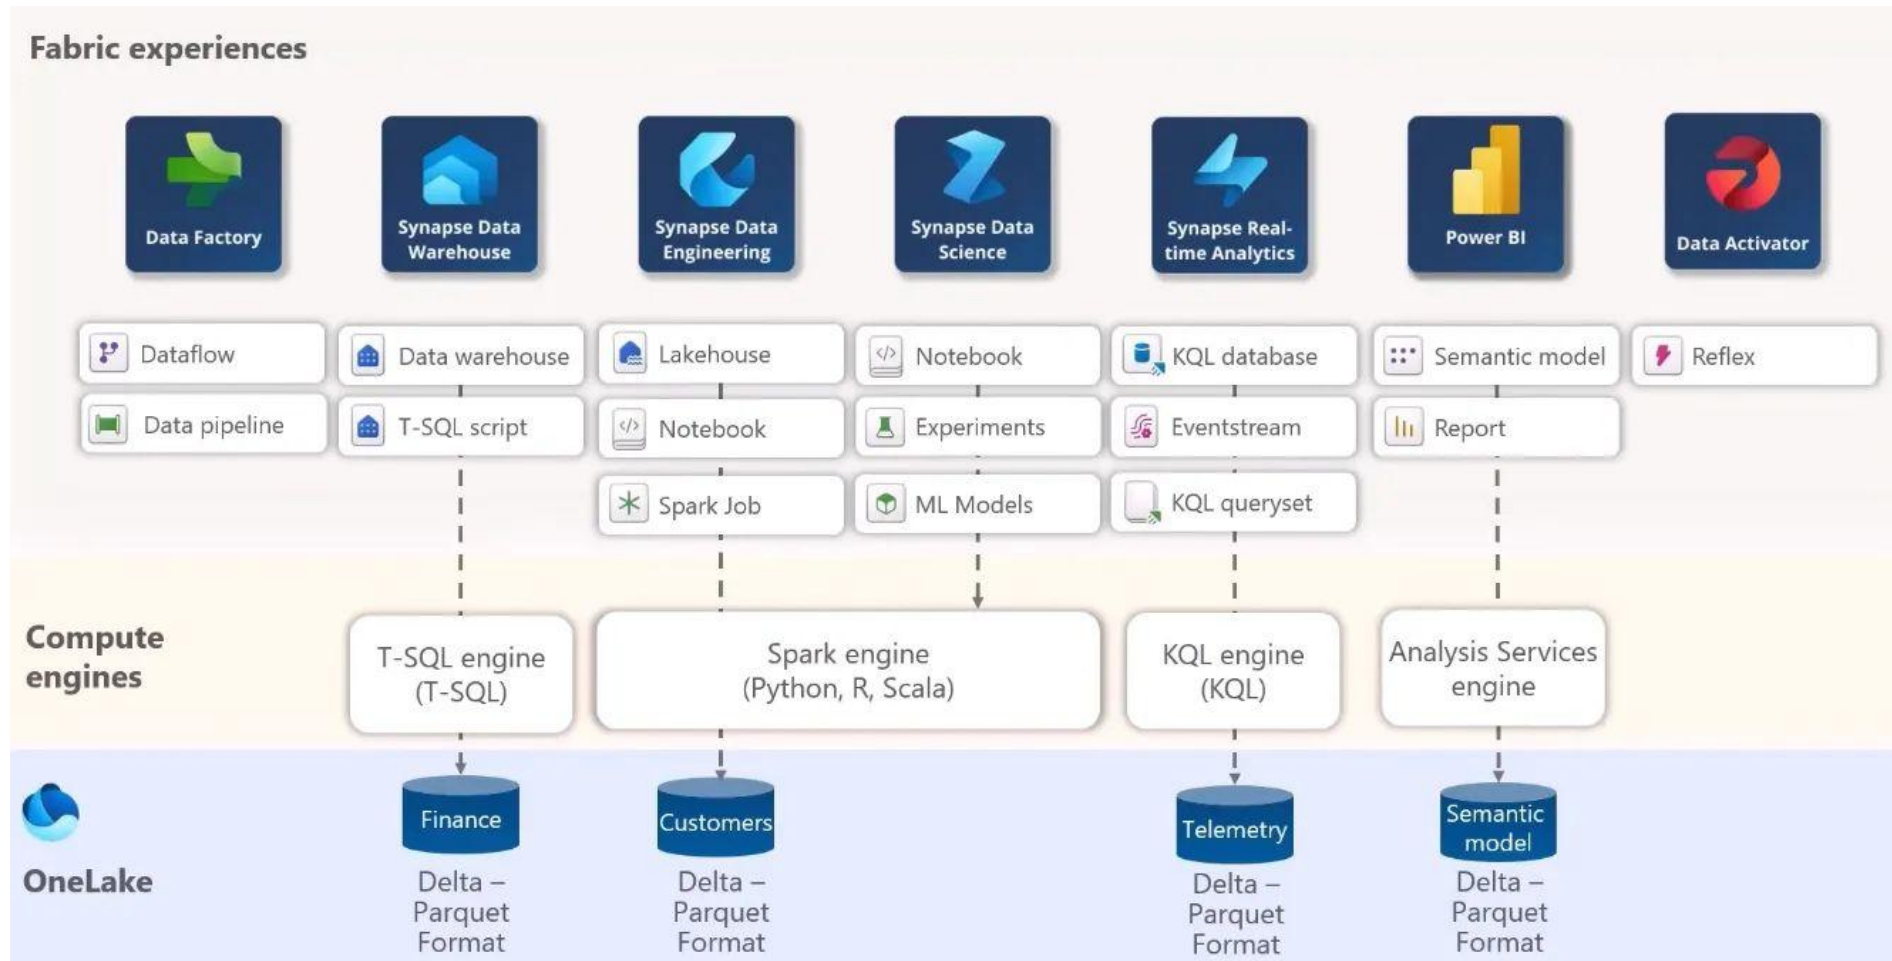 Fabric experiences
Data Factory
Synapse Data
Warehouse
Synapse Data
Engineering
Synapse Data
Science
Synapse Real-
time Analytics
Power BI
Data Activator
Dataflow
Data pipeline
Data warehouse
T-SQL script
Lakehouse
Notebook
Spark Job
Notebook
Experiments
ML Models
KQL database
Eventstream
KQL queryset
Semantic model
Report
Reflex
Compute
engines
T-SQL engine
(T-SQL)
Spark engine
(Python, R, Scala)
KQL engine
(KQL)
Analysis Services
engine
OneLake
Finance
Delta –
Parquet
Format
Customers
Delta –
Parquet
Format
Telemetry
Delta –
Parquet
Format
Semantic
model
Delta –
Parquet
Format